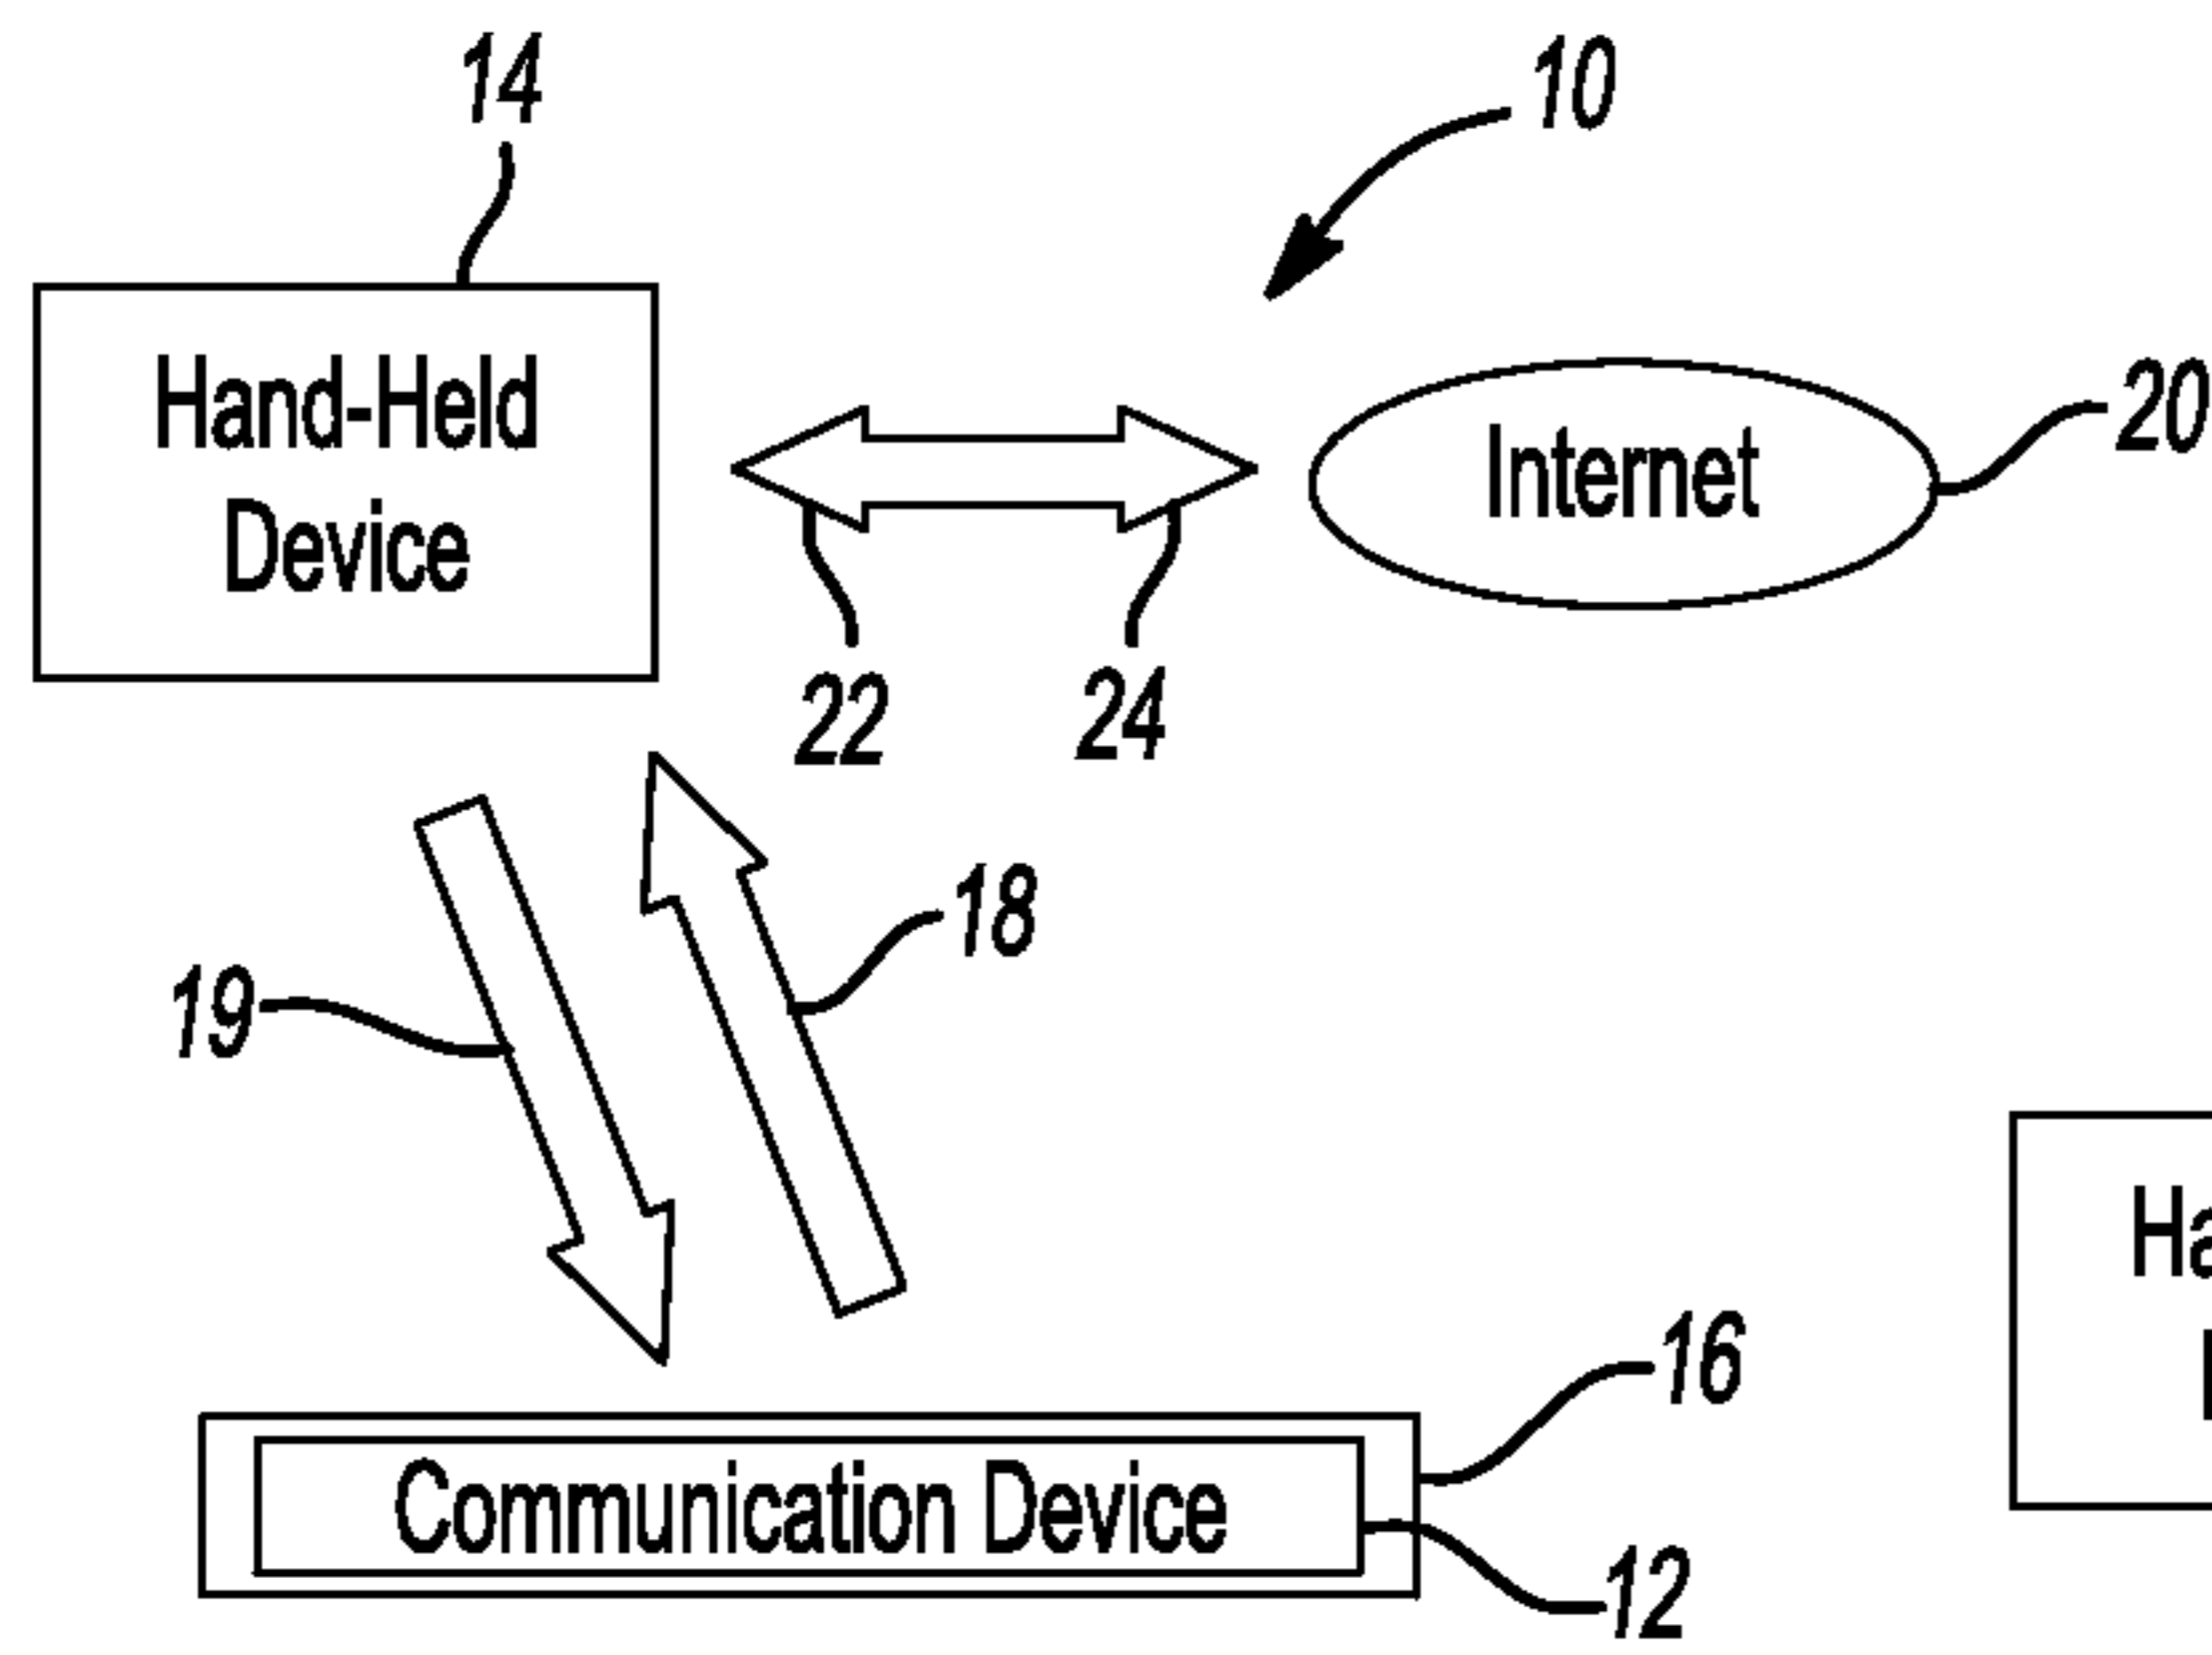 14
10
Hand-Held
Device
Internet
20
22
24
18
19
16
Communication Device
12